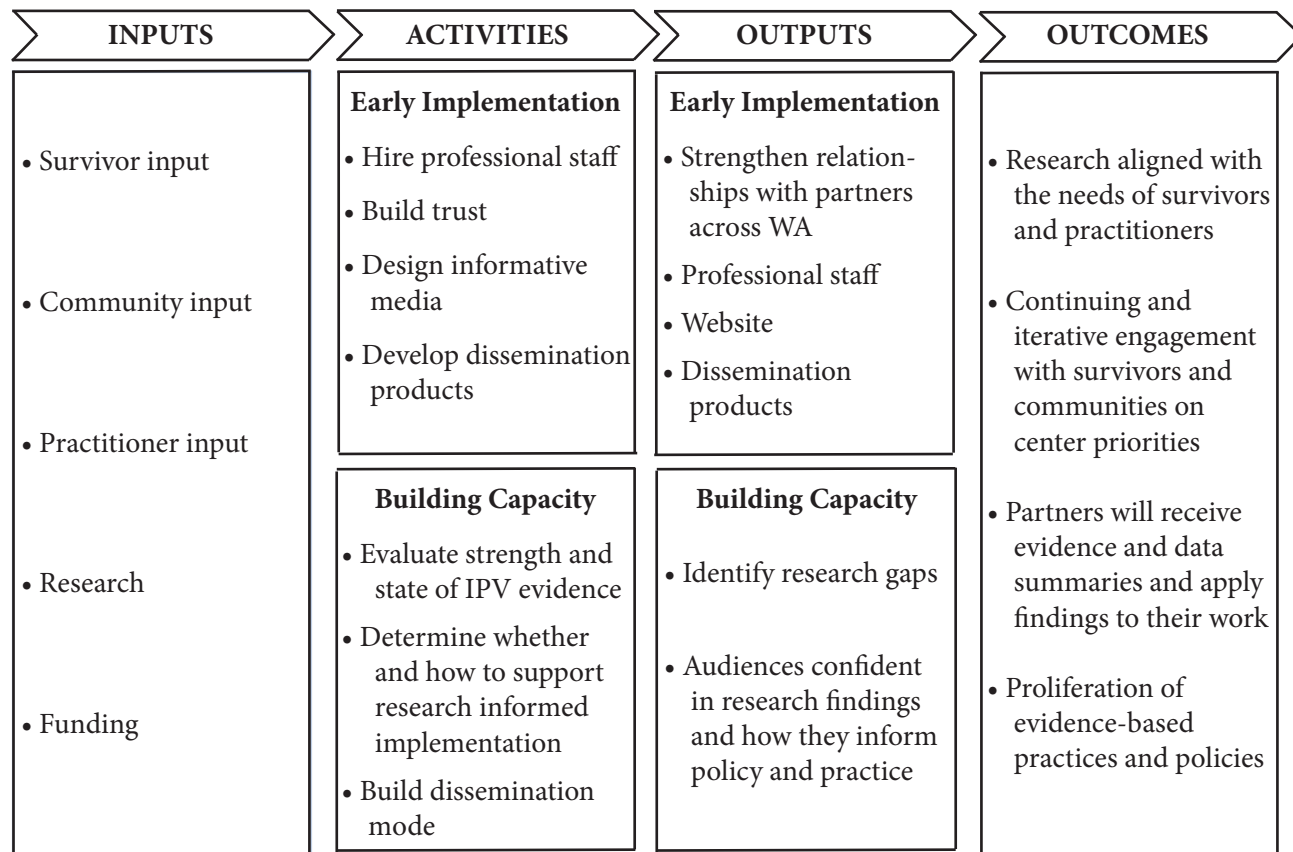 INPUTS
ACTIVITIES
OUTPUTS
OUTCOMES
• Survivor input
• Community input
• Practitioner input
• Research
• Funding
Early Implementation
• Hire professional staff
• Build trust
• Design informative
media
• Develop dissemination
products
Building Capacity
• Evaluate strength and
state of IPV evidence
• Determine whether
and how to support
research informed
implementation
• Build dissemination
mode
Early Implementation
• Strengthen relation-
ships with partners
across WA
• Professional staff
• Website
• Dissemination
products
Building Capacity
• Identify research gaps
• Audiences confident
in research findings
and how they inform
policy and practice
• Research aligned with
the needs of survivors
and practitioners
• Continuing and
iterative engagement
with survivors and
communities on
center priorities
• Partners will receive
evidence and data
summaries and apply
findings to their work
• Proliferation of
evidence-based
practices and policies